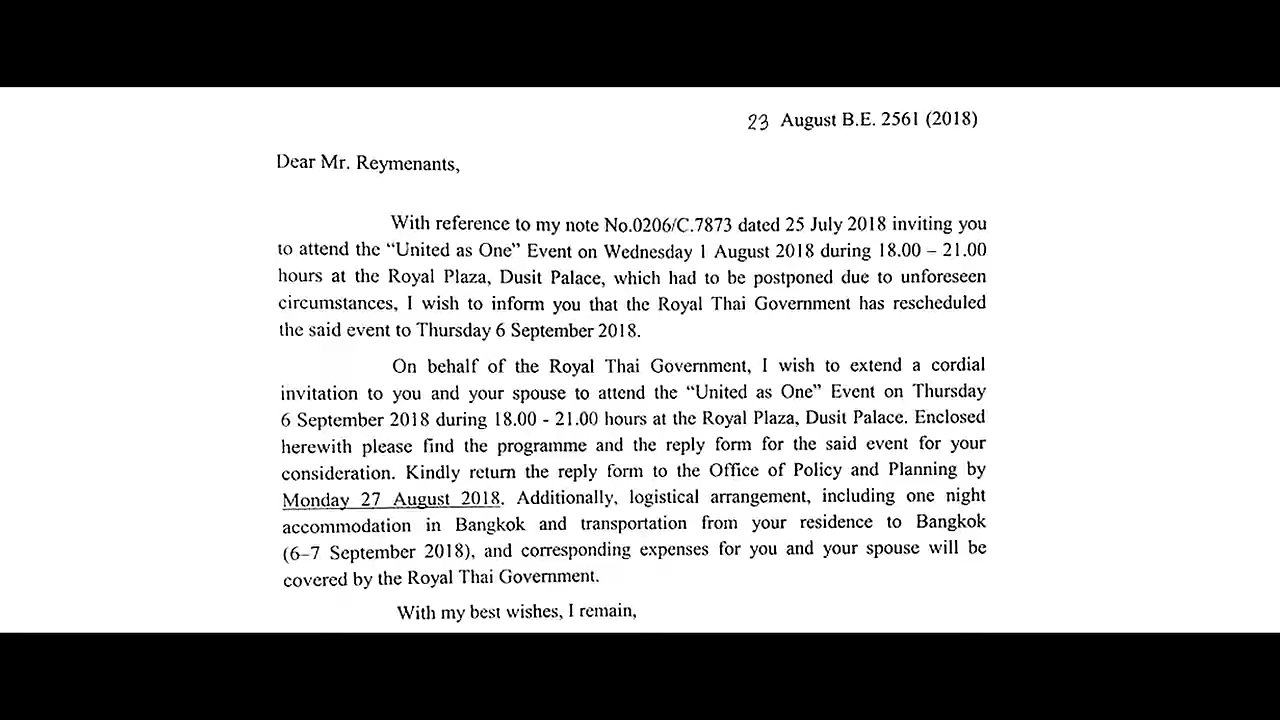 23 August B.E. 2561 (2018)
Dear Mr. Reymenants,
With reference to my note No.0206/C.7873 dated 25 July 2018 inviting you
to attend the “United as One” Event on Wednesday 1 August 2018 during 18.00 – 21.00
hours at the Royal Plaza, Dusit Palace, which had to be postponed due to unforeseen
circumstances, I wish to inform you that the Royal Thai Government has rescheduled
the said event to Thursday 6 September 2018.
On behalf of the Royal Thai Government, I wish to extend a cordial
invitation to you and your spouse to attend the “United as One” Event on Thursday
6 September 2018 during 18.00 - 21.00 hours at the Royal Plaza, Dusit Palace. Enclosed
herewith please find the programme and the reply form for the said event for your
consideration. Kindly return the reply form to the Office of Policy and Planning by
Monday 27 August 2018. Additionally, logistical arrangement, including one night
accommodation in Bangkok and transportation from your residence to Bangkok
(6–7 September 2018), and corresponding expenses for you and your spouse will be
covered by the Royal Thai Government.
With my best wishes, I remain,